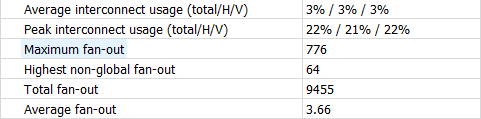 Average interconnect usage (total/H/V) 3% / 3% / 3%
Peak interconnect usage (total/H/V) 22% / 21% / 22%
Maximum fan-out 776
Highest non-global fan-out 64
Total fan-out 9455
Average fan-out 3.66